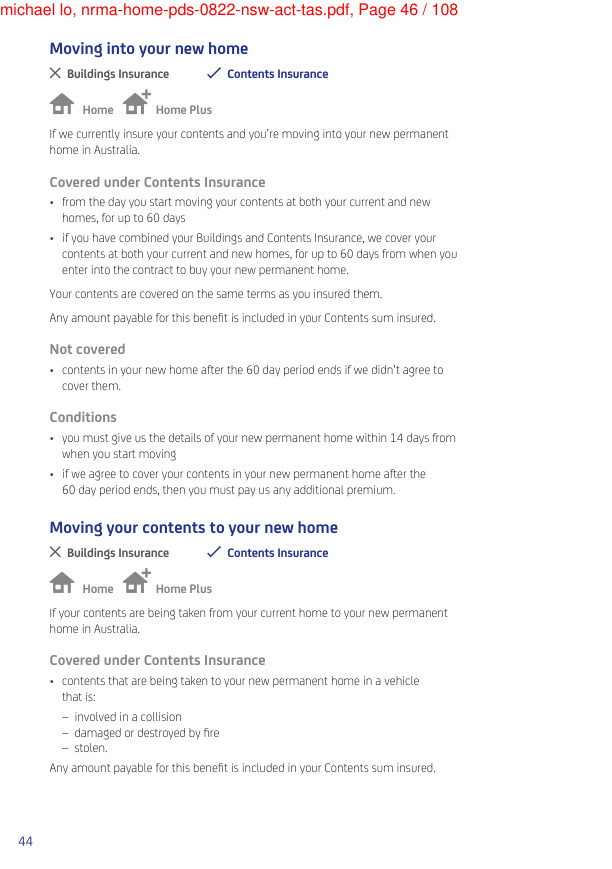 michael lo, nrma-home-pds-0822-nsw-act-tas.pdf, Page 46 / 108
Moving into your new home
Buildings Insurance Contents Insurance
Home Home Plus
If we currently insure your contents and you're moving into your new permanent
home in Australia.
Covered under Contents Insurance
• from the day you start moving your contents at both your current and new
homes, for up to 60 days
• if you have combined your Buildings and Contents Insurance, we cover your
contents at both your current and new homes, for up to 60 days from when you
enter into the contract to buy your new permanent home.
Your contents are covered on the same terms as you insured them.
Any amount payable for this benefit is included in your Contents sum insured.
Not covered
• contents in your new home after the 60 day period ends if we didn't agree to
cover them.
Conditions
• you must give us the details of your new permanent home within 14 days from
when you start moving
• if we agree to cover your contents in your new permanent home after the
60 day period ends, then you must pay us any additional premium.
Moving your contents to your new home
Buildings Insurance Contents Insurance
Home Home Plus
If your contents are being taken from your current home to your new permanent
home in Australia.
Covered under Contents Insurance
• contents that are being taken to your new permanent home in a vehicle
that is:
– involved in a collision
– damaged or destroyed by fire
– stolen.
Any amount payable for this benefit is included in your Contents sum insured.
44